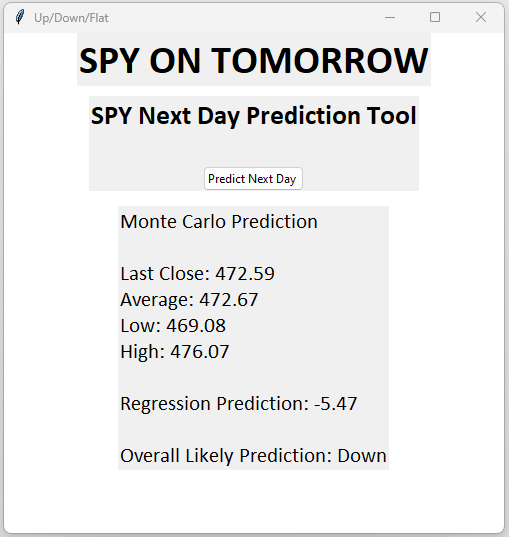 Up/Down/Flat
SPY ON TOMORROW
SPY Next Day Prediction Tool
Predict Next Day
Monte Carlo Prediction
Last Close: 472.59
Average: 472.67
Low: 469.08
High: 476.07
Regression Prediction: -5.47
Overall Likely Prediction: Down